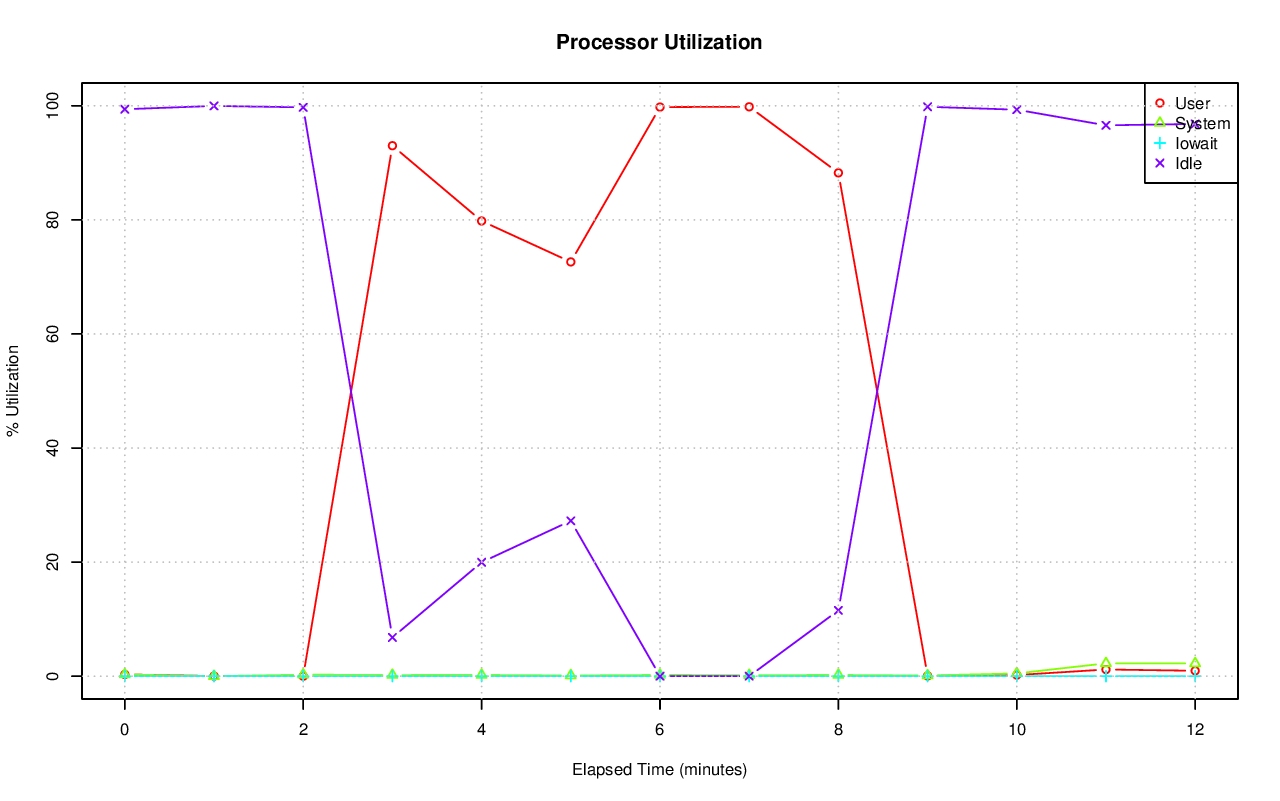 Processor Utilization
% Utilization
100
80
60
40
20
0
User
System
Iowait
Idle
0 2 4 6 8 10 12
Elapsed Time (minutes)